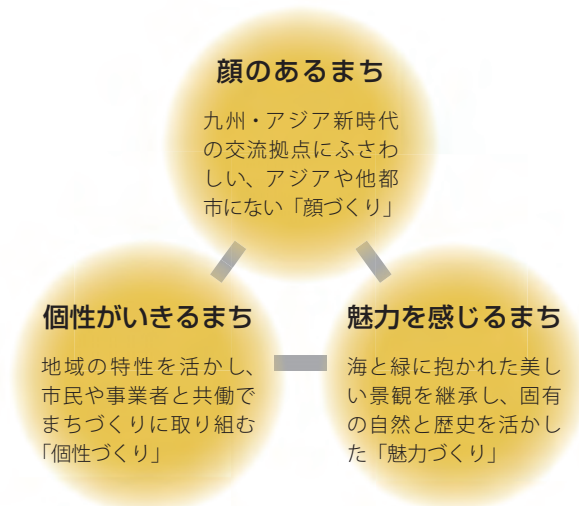 顔のあるまち
九州・アジア新時代
の交流拠点にふさわ
しい、アジアや他都
市にない「顔づくり」
個性がいきるまち
地域の特性を活かし、
市民や事業者と共働で
まちづくりに取り組む
「個性づくり」
魅力を感じるまち
海と緑に抱かれた美し
い景観を継承し、固有
の自然と歴史を活かし
た「魅力づくり」